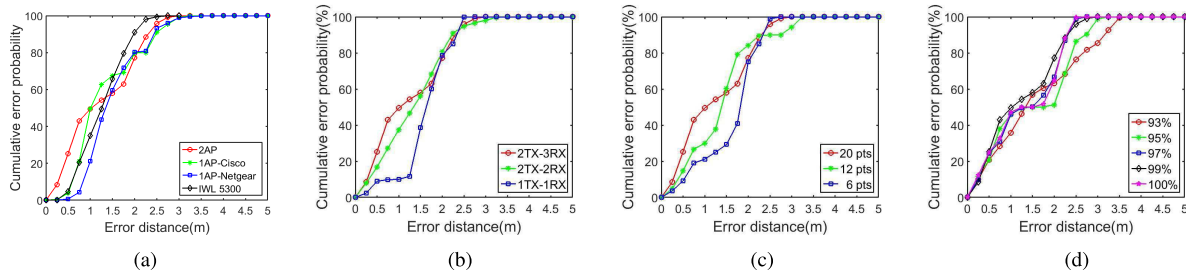 Cumulative error probability
100
80
60
40
20
0
0 0.5 1 1.5 2 2.5 3 3.5 4 4.5 5
Error distance(m)
2AP
1AP-Cisco
1AP-Netgear
IWL 5300
(a)
Cumulative error probability(%)
100
80
60
40
20
0
0 0.5 1 1.5 2 2.5 3 3.5 4 4.5 5
Error distance(m)
2TX-3RX
2TX-2RX
1TX-1RX
(b)
Cumulative error probability(%)
100
80
60
40
20
0
0 0.5 1 1.5 2 2.5 3 3.5 4 4.5 5
Error distance(m)
20 pts
12 pts
6 pts
(c)
Cumulative error probability(%)
100
80
60
40
20
0
0 0.5 1 1.5 2 2.5 3 3.5 4 4.5 5
Error distance(m)
93%
95%
97%
99%
100%
(d)